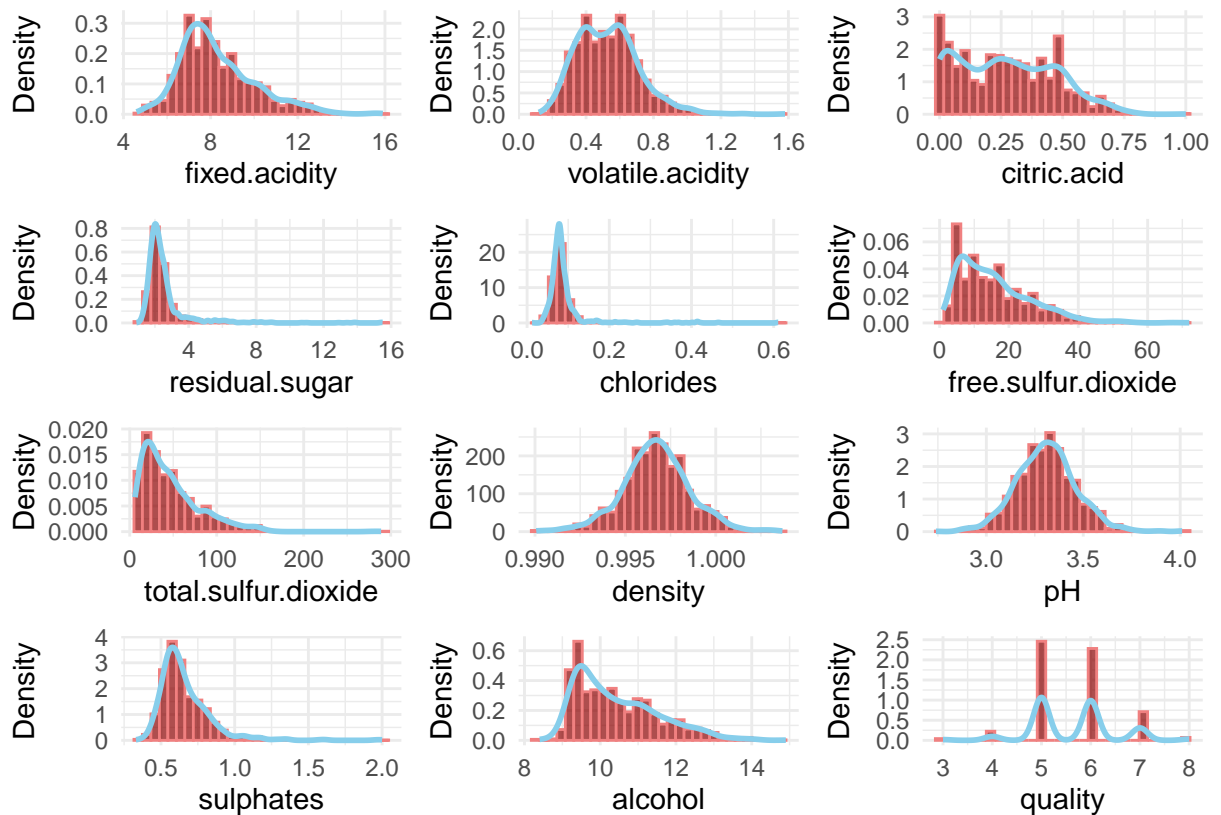 Density
0.3
0.2
0.1
0.0
4 8 12 16
fixed.acidity
Density
2.0
1.5
1.0
0.5
0.0
0.0 0.4 0.8 1.2 1.6
volatile.acidity
Density
3
2
1
0
0.00 0.25 0.50 0.75 1.00
citric.acid
Density
0.8
0.6
0.4
0.2
0.0
4 8 12 16
residual.sugar
Density
20
10
0
0.0 0.2 0.4 0.6
chlorides
Density
0.06
0.04
0.02
0.00
0 20 40 60
free.sulfur.dioxide
Density
0.020
0.015
0.010
0.005
0.000
0 100 200 300
total.sulfur.dioxide
Density
200
100
0
0.990 0.995 1.000
density
Density
3
2
1
0
3.0 3.5 4.0
pH
Density
4
3
2
1
0
0.5 1.0 1.5 2.0
sulphates
Density
0.6
0.4
0.2
0.0
8 10 12 14
alcohol
Density
2.5
2.0
1.5
1.0
0.5
0.0
3 4 5 6 7 8
quality